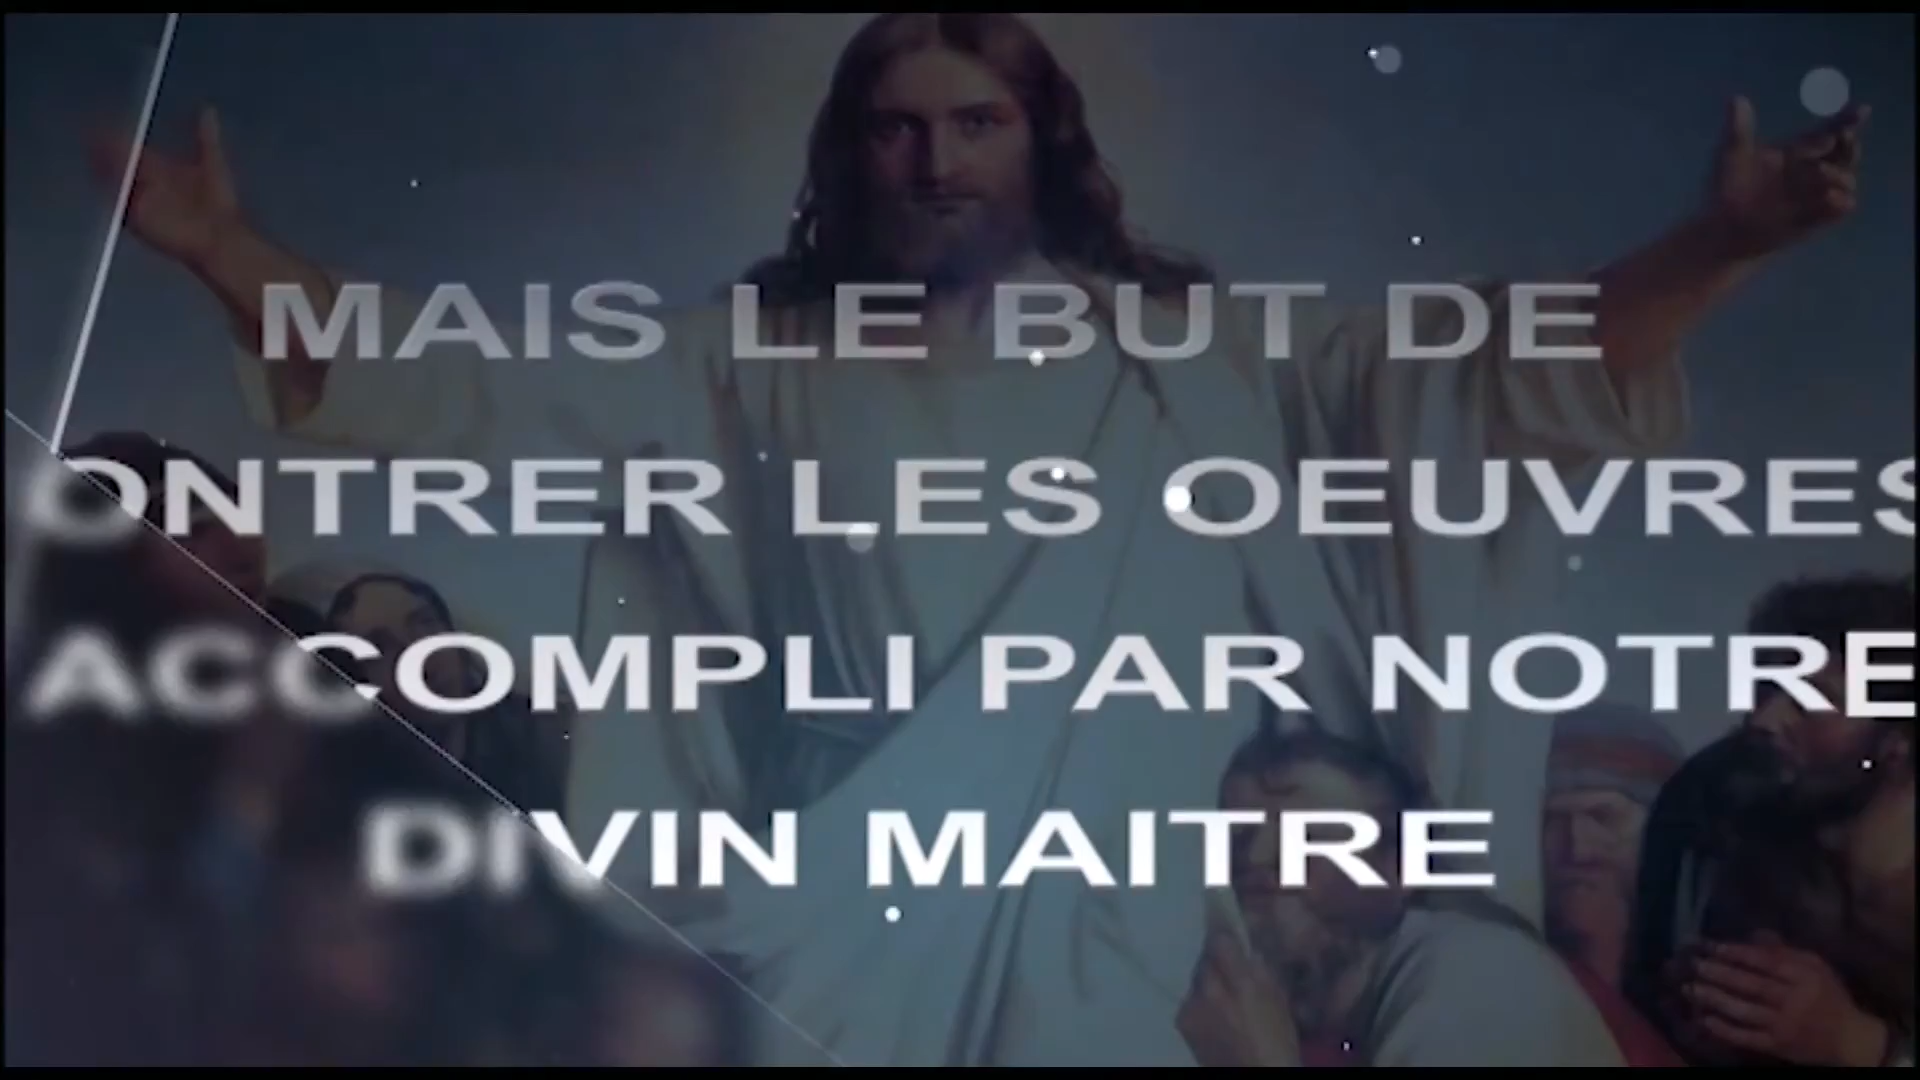 MAIS LE BUT DE
ONTRER LES OEUVRES
ACCOMPLI PAR NOTRE
DIVIN MAITRE